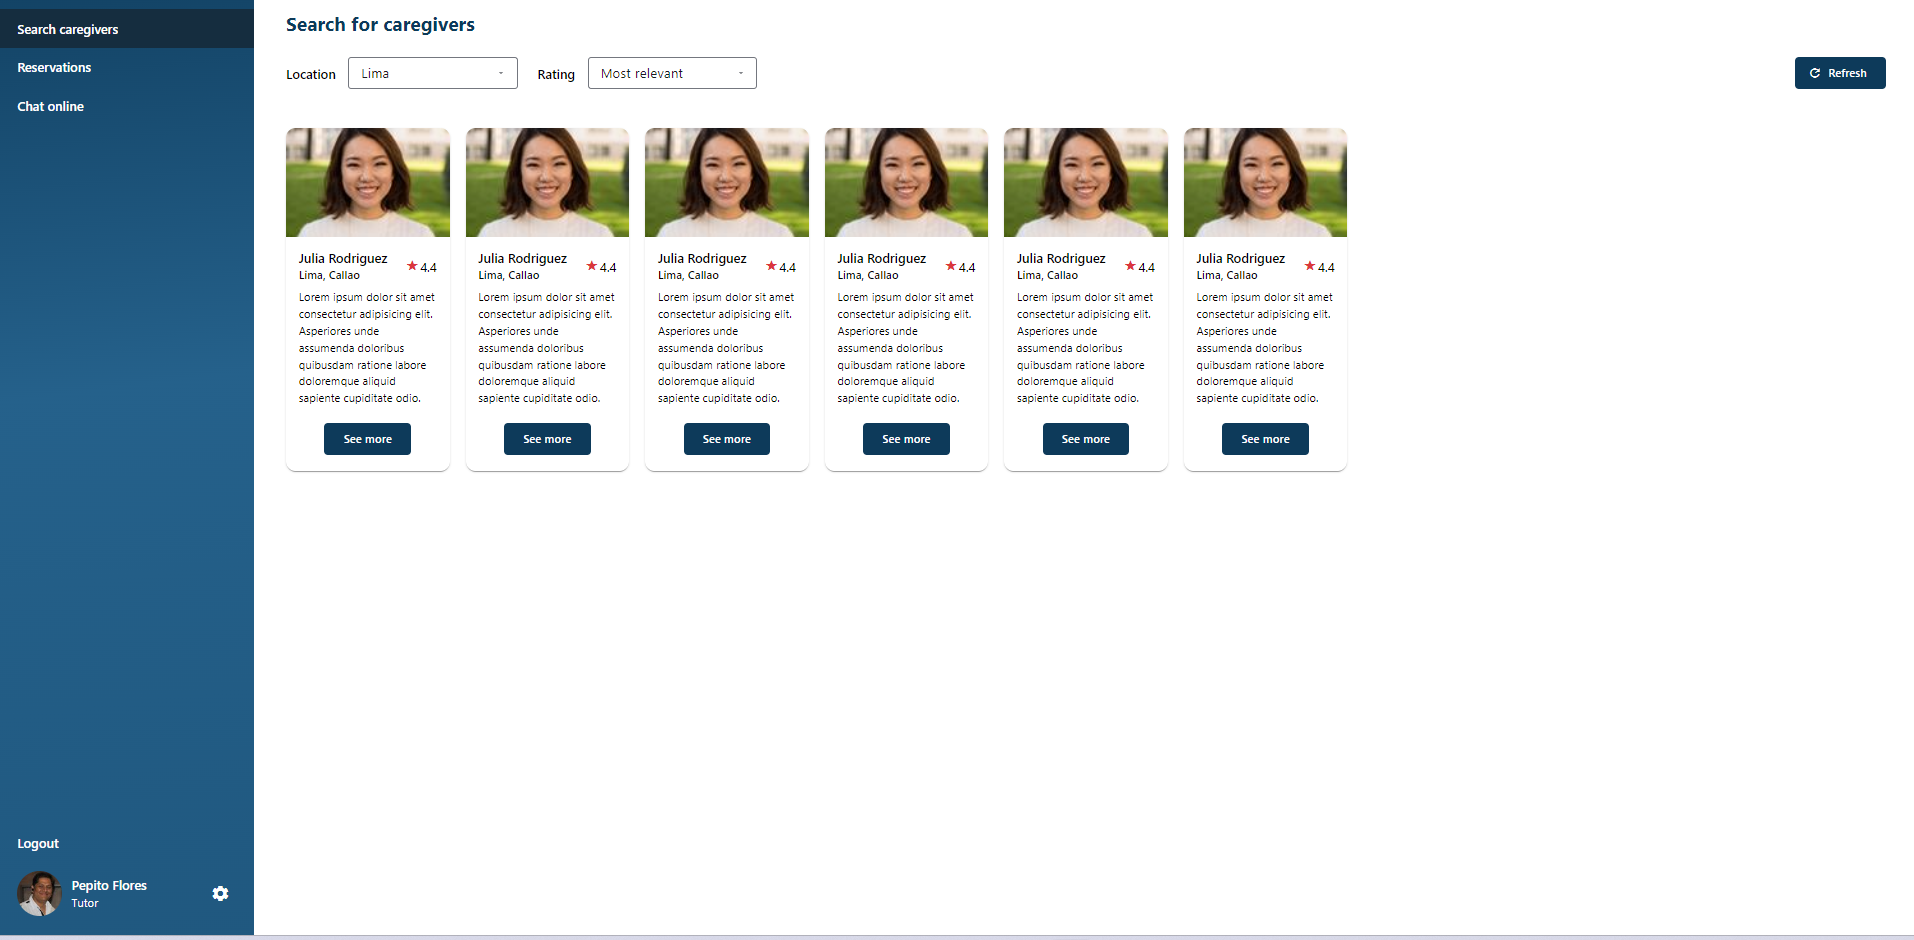 Search caregivers
Reservations
Chat online
Search for caregivers
Location
Lima
Rating
Most relevant
Refresh
Julia Rodriguez
Lima, Callao
4.4
Lorem ipsum dolor sit amet
consectetur adipisicing elit.
Asperiores unde
assumenda doloribus
quibusdam ratione labore
doloremque aliquid
sapiente cupiditate odio.
See more
Julia Rodriguez
Lima, Callao
4.4
Lorem ipsum dolor sit amet
consectetur adipisicing elit.
Asperiores unde
assumenda doloribus
quibusdam ratione labore
doloremque aliquid
sapiente cupiditate odio.
See more
Julia Rodriguez
Lima, Callao
4.4
Lorem ipsum dolor sit amet
consectetur adipisicing elit.
Asperiores unde
assumenda doloribus
quibusdam ratione labore
doloremque aliquid
sapiente cupiditate odio.
See more
Julia Rodriguez
Lima, Callao
4.4
Lorem ipsum dolor sit amet
consectetur adipisicing elit.
Asperiores unde
assumenda doloribus
quibusdam ratione labore
doloremque aliquid
sapiente cupiditate odio.
See more
Julia Rodriguez
Lima, Callao
4.4
Lorem ipsum dolor sit amet
consectetur adipisicing elit.
Asperiores unde
assumenda doloribus
quibusdam ratione labore
doloremque aliquid
sapiente cupiditate odio.
See more
Julia Rodriguez
Lima, Callao
4.4
Lorem ipsum dolor sit amet
consectetur adipisicing elit.
Asperiores unde
assumenda doloribus
quibusdam ratione labore
doloremque aliquid
sapiente cupiditate odio.
See more
Logout
Pepito Flores
Tutor